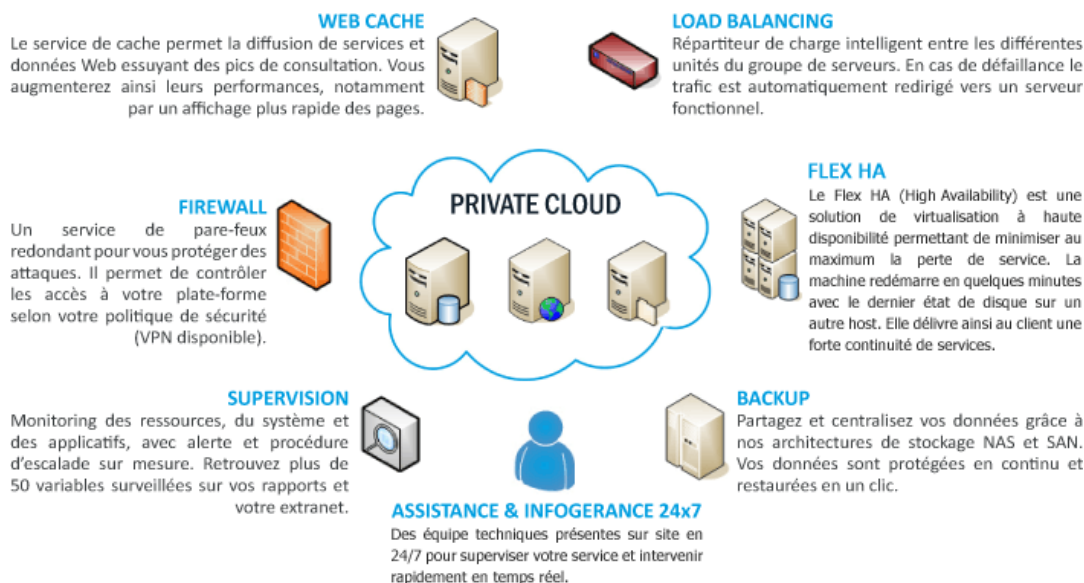 WEB CACHE
Le service de cache permet la diffusion de services et
données Web essuyant des pics de consultation. Vous
augmenterez ainsi leurs performances, notamment
par un affichage plus rapide des pages.
LOAD BALANCING
Répartiteur de charge intelligent entre les différentes
unités du groupe de serveurs. En cas de défaillance le
trafic est automatiquement redirigé vers un serveur
fonctionnel.
FIREWALL
Un service de pare-feux
redondant pour vous protéger des
attaques. Il permet de contrôler
les accès à votre plate-forme
selon votre politique de sécurité
(VPN disponible).
PRIVATE CLOUD
FLEX HA
Le Flex HA (High Availability) est une
solution de virtualisation à haute
disponibilité permettant de minimiser au
maximum la perte de service. La
machine redémarre en quelques minutes
avec le dernier état de disque sur un
autre host. Elle délivre ainsi au client une
forte continuité de services.
SUPERVISION
Monitoring des ressources, du système et
des applicatifs, avec alerte et procédure
d'escalade sur mesure. Retrouvez plus de
50 variables surveillées sur vos rapports et
votre extranet.
BACKUP
Partagez et centralisez vos données grâce à
nos architectures de stockage NAS et SAN.
Vos données sont protégées en continu et
restaurées en un clic.
ASSISTANCE & INFOGERANCE 24x7
Des équipe techniques présentes sur site en
24/7 pour superviser votre service et intervenir
rapidement en temps réel.